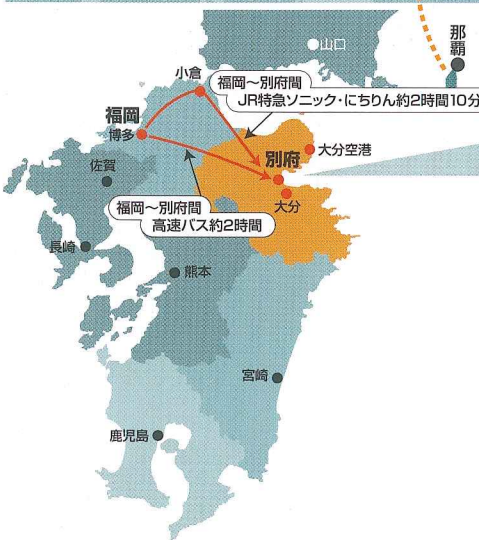 那覇
山口
小倉
福岡～別府間
JR特急ソニック・にちりん約2時間10分
福岡
博多
別府
大分空港
佐賀
大分
福岡～別府間
高速バス約2時間
長崎
熊本
宮崎
鹿児島